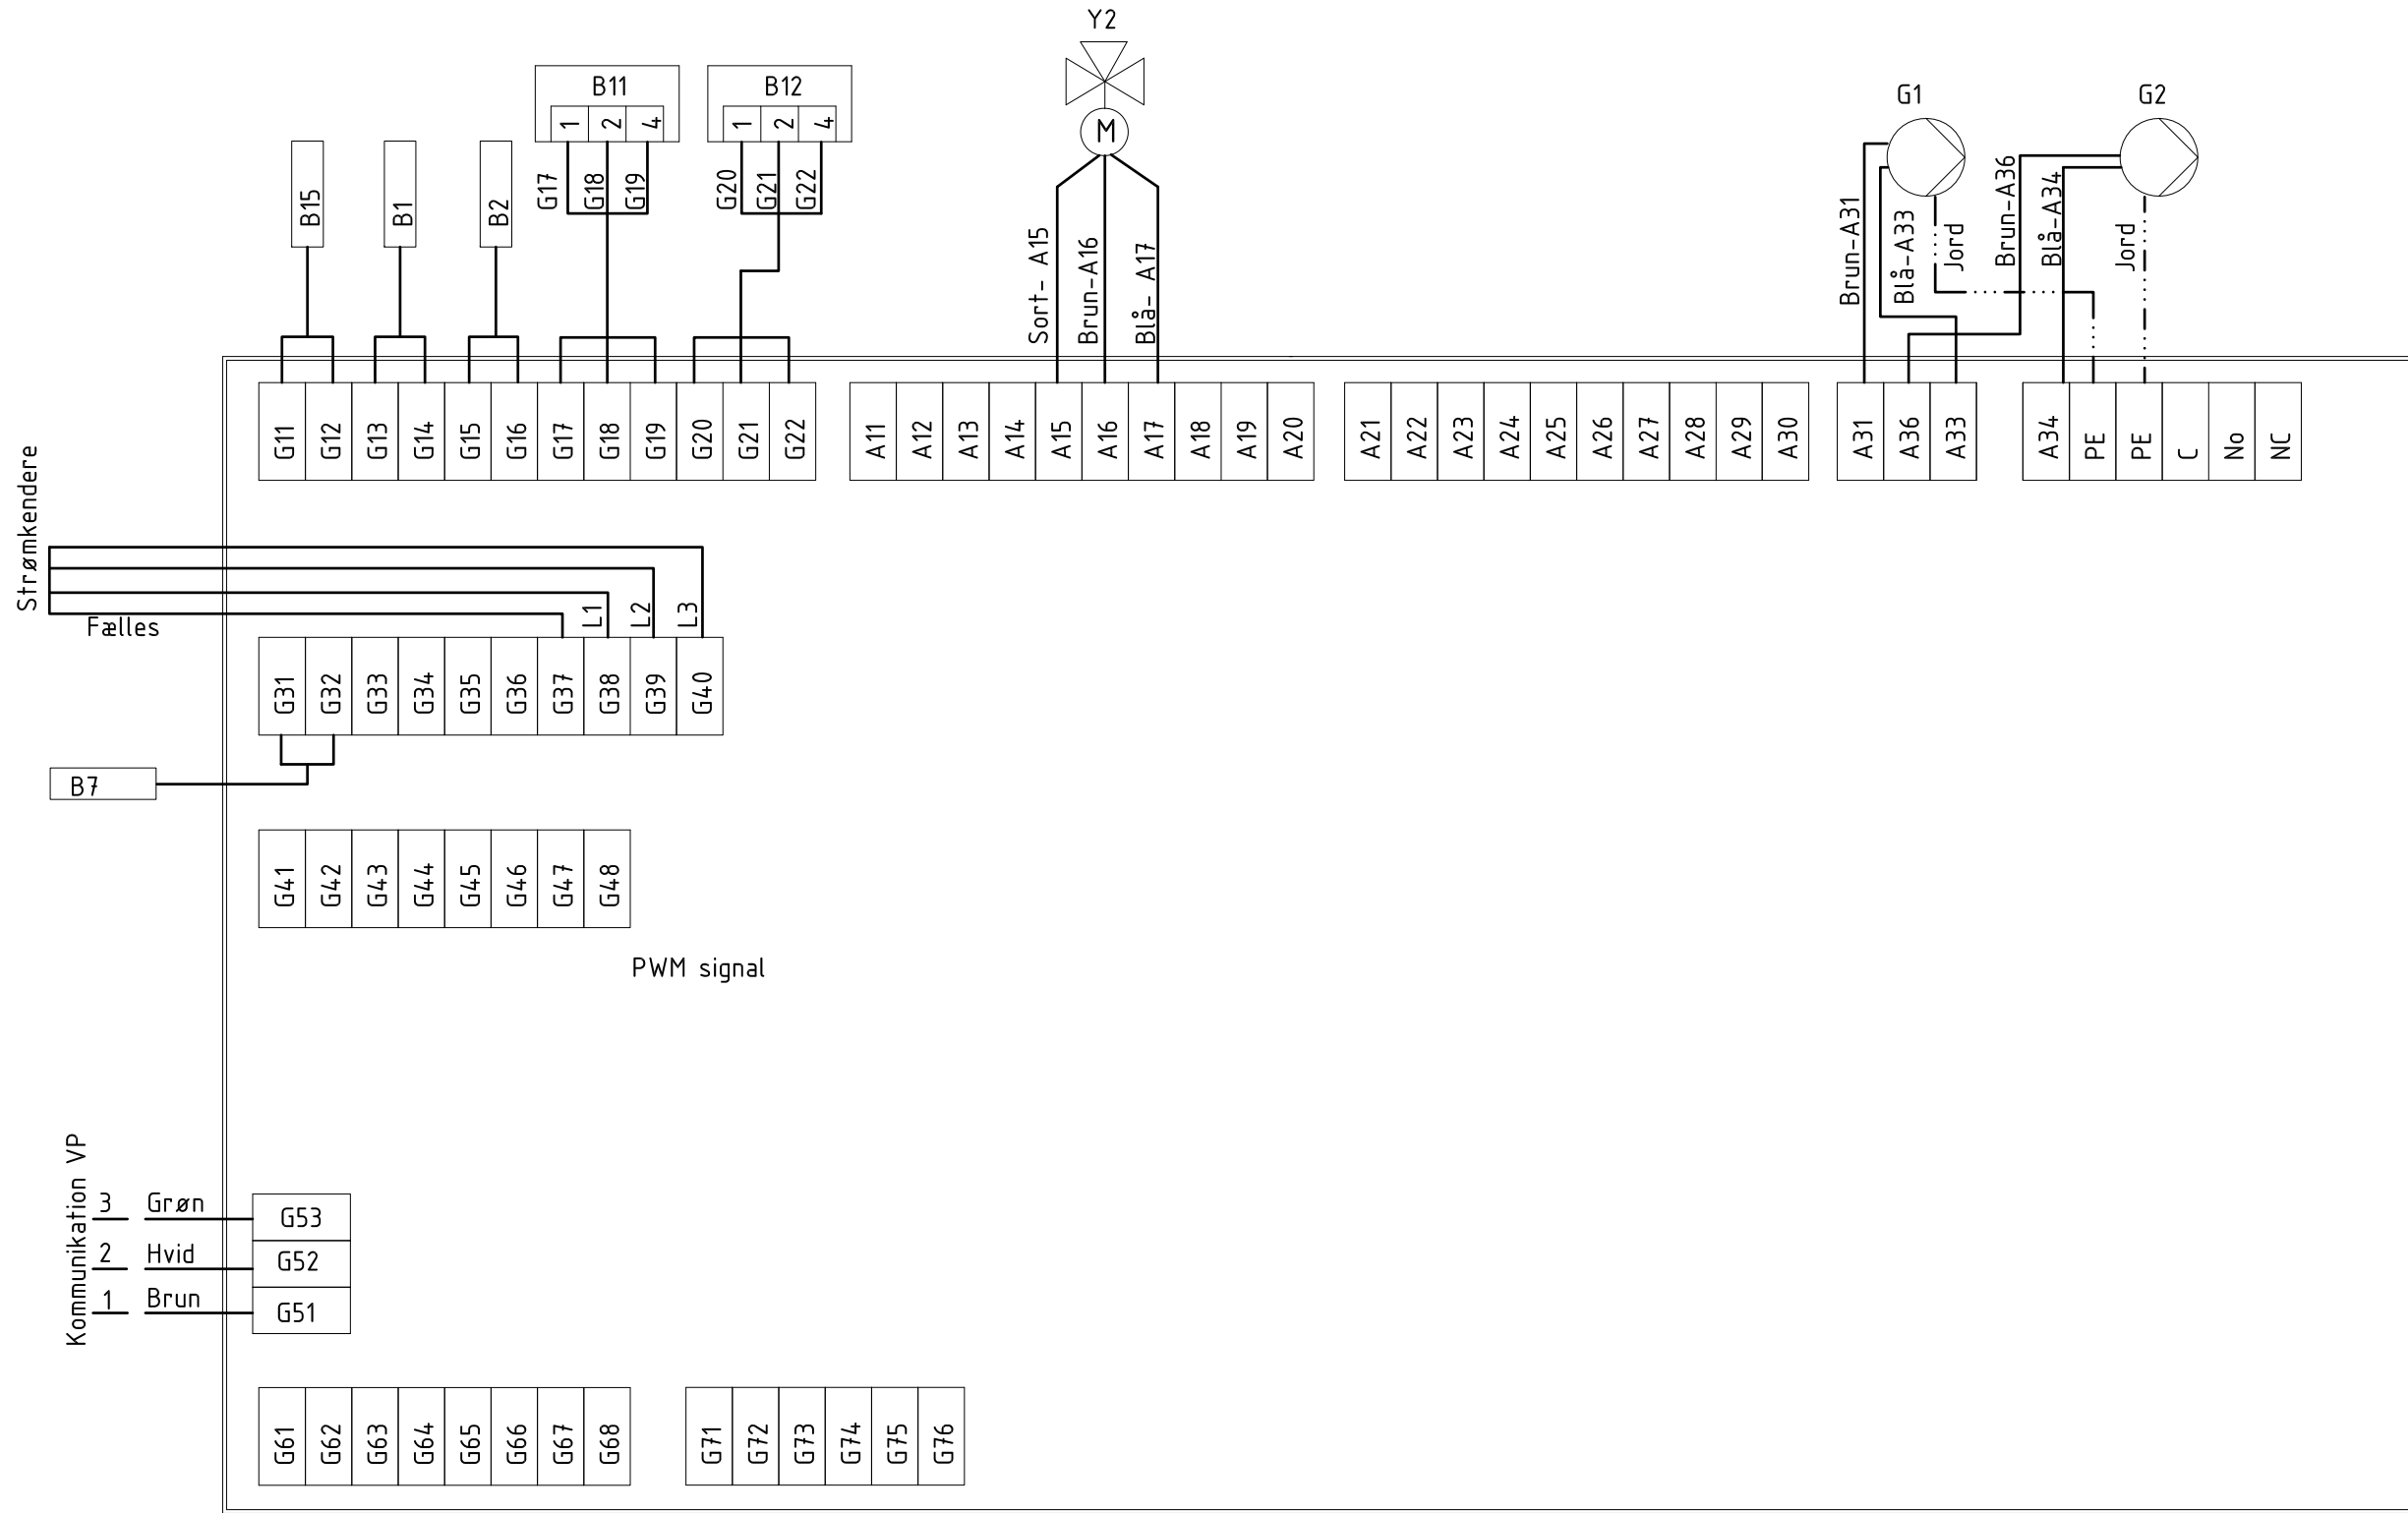 Y2
B11
B12
G1
G2
1
2
4
1
2
4
B15
B1
B2
G17
G18
G19
G20
G21
G22
Sort- A15
Brun-A16
Blå- A17
Brun-A31
Blå-A33
Jord
Brun-A36
Blå-A34
Jord
G11
G12
G13
G14
G15
G16
G17
G18
G19
G20
G21
G22
A11
A12
A13
A14
A15
A16
A17
A18
A19
A20
A21
A22
A23
A24
A25
A26
A27
A28
A29
A30
A31
A36
A33
A34
PE
PE
C
No
NC
M
Strømkendere
Fælles
L1
L2
L3
G31
G32
G33
G34
G35
G36
G37
G38
G39
G40
B7
G41
G42
G43
G44
G45
G46
G47
G48
PWM signal
Kommunikation VP
3
Grøn
G53
2
Hvid
G52
1
Brun
G51
G61
G62
G63
G64
G65
G66
G67
G68
G71
G72
G73
G74
G75
G76